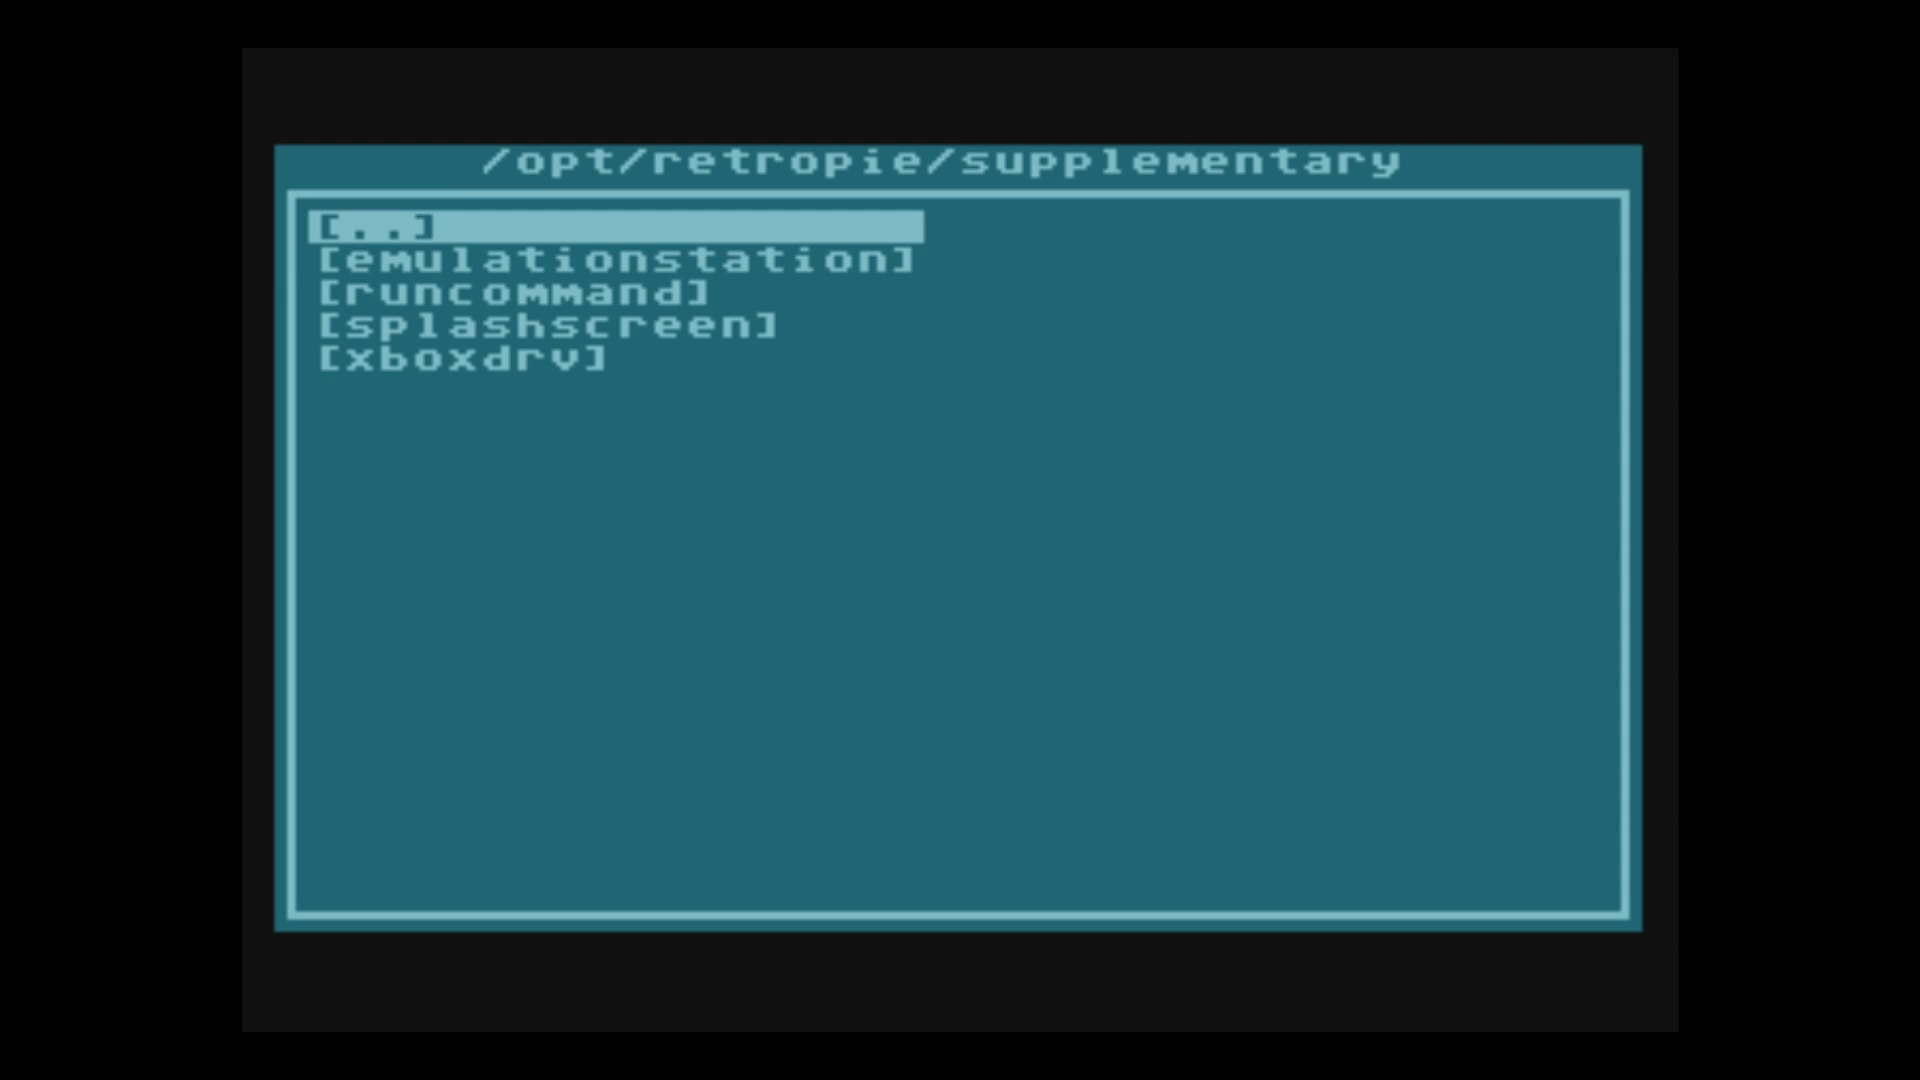 /opt/retropie/supplementary
[..]
[emulationstation]
[runcommand]
[splashscreen]
[xboxdrv]